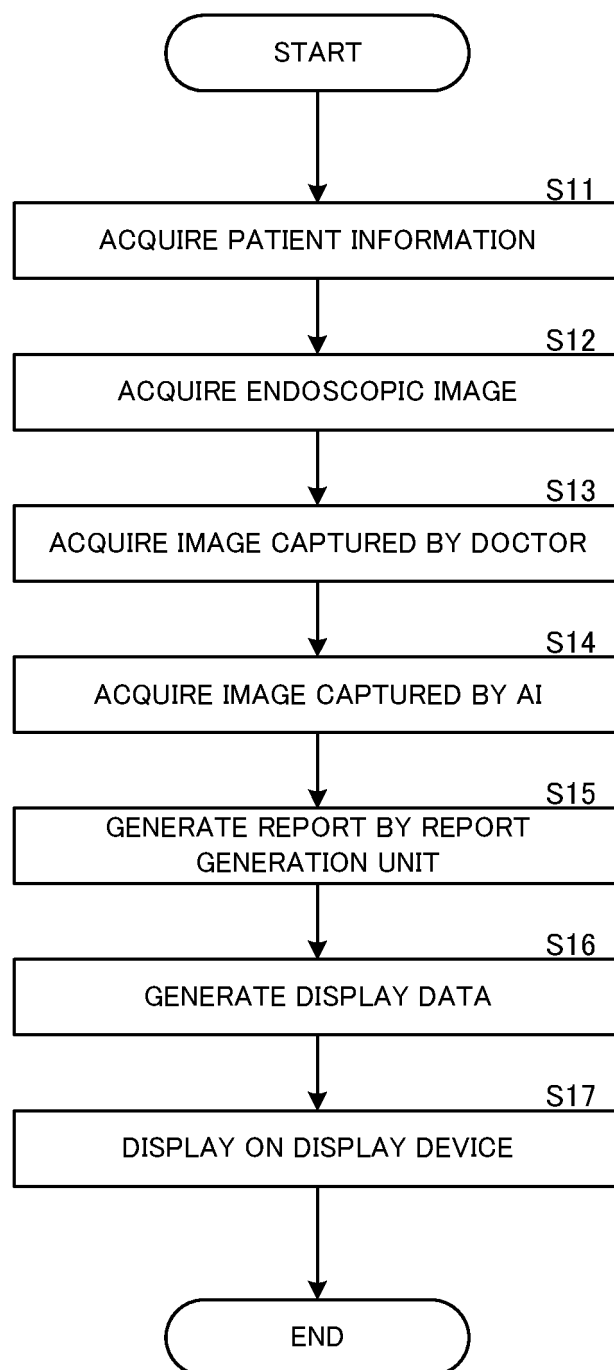 START
S11
ACQUIRE PATIENT INFORMATION
S12
ACQUIRE ENDOSCOPIC IMAGE
S13
ACQUIRE IMAGE CAPTURED BY DOCTOR
S14
ACQUIRE IMAGE CAPTURED BY AI
S15
GENERATE REPORT BY REPORT
GENERATION UNIT
S16
GENERATE DISPLAY DATA
S17
DISPLAY ON DISPLAY DEVICE
END